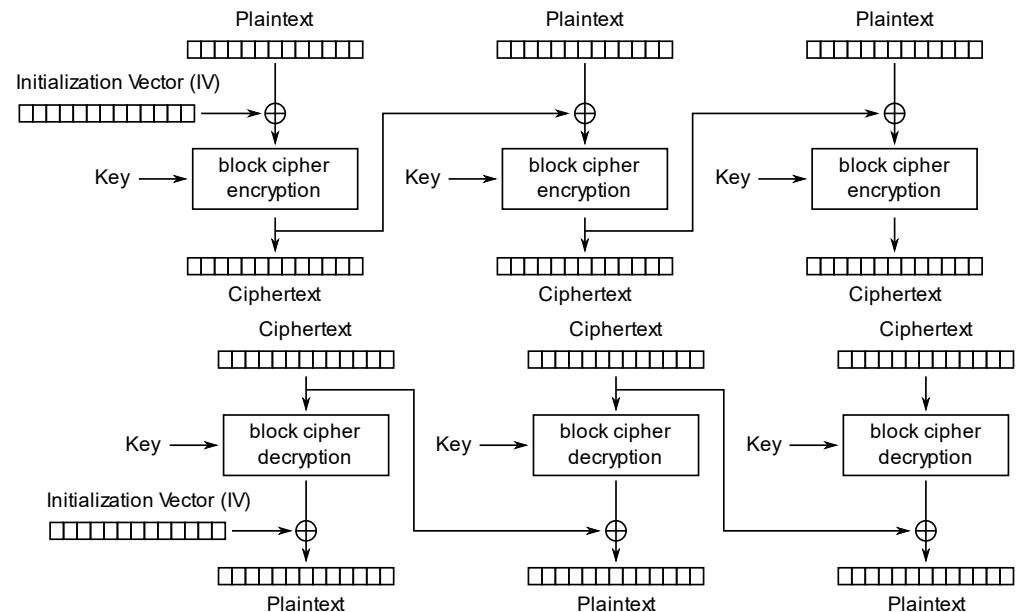 Plaintext
Plaintext
Plaintext
Initialization Vector (IV)
Key
block cipher
encryption
Key
block cipher
encryption
Key
block cipher
encryption
Ciphertext
Ciphertext
Ciphertext
Ciphertext
Ciphertext
Ciphertext
Key
block cipher
decryption
Key
block cipher
decryption
Key
block cipher
decryption
Initialization Vector (IV)
Plaintext
Plaintext
Plaintext